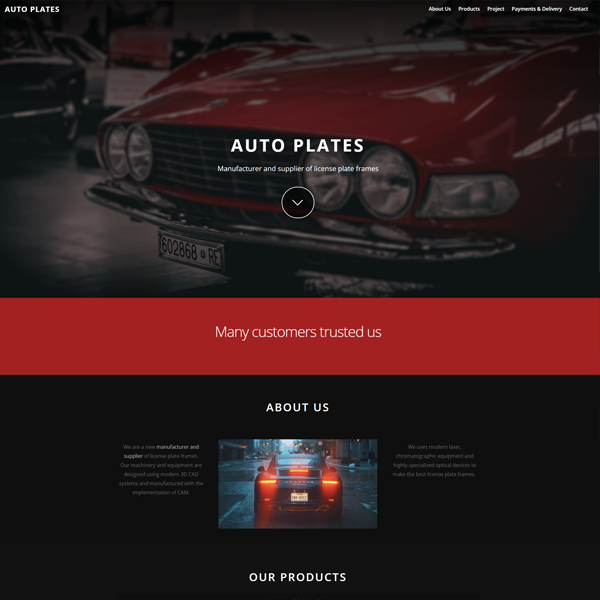 AUTO PLATES
About Us Products Project Payments & Delivery Contact
AUTO PLATES
Manufacturer and supplier of license plate frames
602868 RE
Many customers trusted us
ABOUT US
We are a new manufacturer and
supplier of license plate frames.
Our machinery and equipment are
designed using modern 3D CAD
systems and manufactured with the
implementation of CAM.
We uses modern laser,
chromatographic equipment and
highly specialized optical devices to
make the best license plate frames.
OUR PRODUCTS